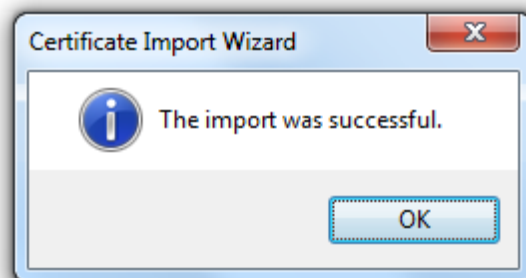 Certificate Import Wizard
The import was successful.
OK